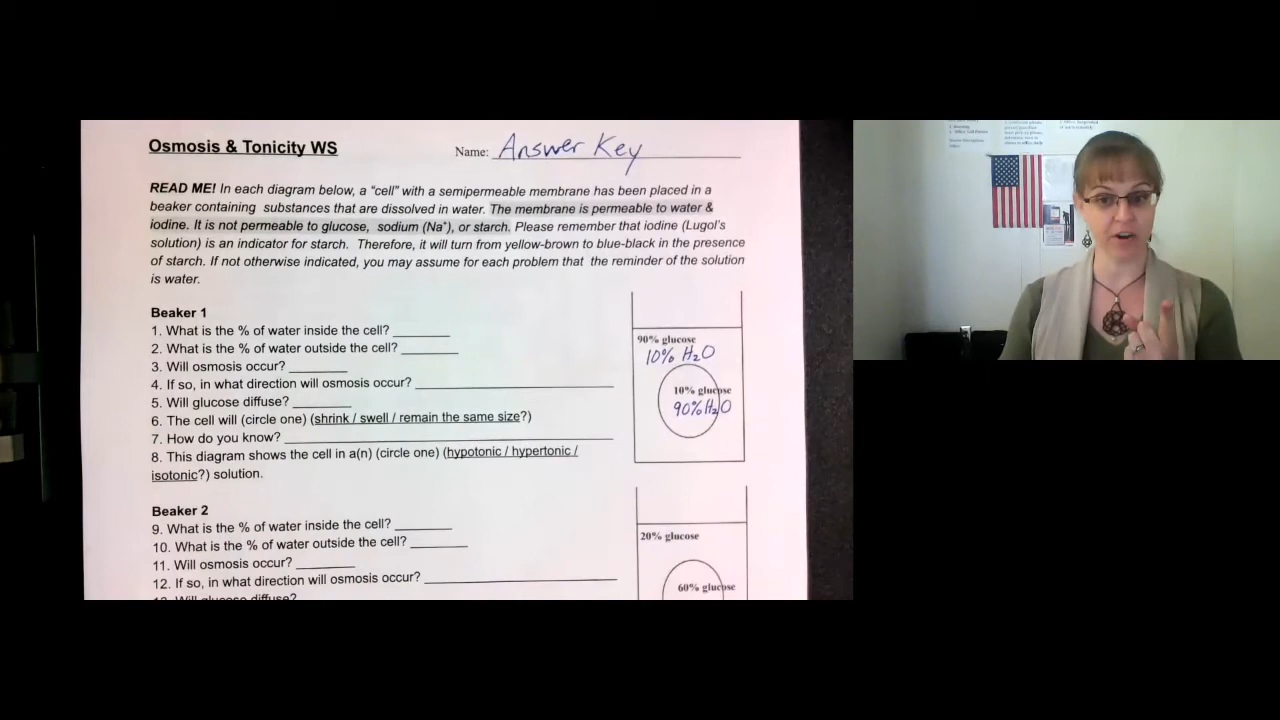 Osmosis & Tonicity WS
Name: Answer Key
READ ME! In each diagram below, a "cell" with a semipermeable membrane has been placed in a
beaker containing substances that are dissolved in water. The membrane is permeable to water &
iodine. It is not permeable to glucose, sodium (Na⁺), or starch. Please remember that iodine (Lugol's
solution) is an indicator for starch. Therefore, it will turn from yellow-brown to blue-black in the presence
of starch. If not otherwise indicated, you may assume for each problem that the reminder of the solution
is water.
Beaker 1
1. What is the % of water inside the cell?
2. What is the % of water outside the cell?
3. Will osmosis occur?
4. If so, in what direction will osmosis occur?
5. Will glucose diffuse?
6. The cell will (circle one) (shrink / swell / remain the same size?)
7. How do you know?
8. This diagram shows the cell in a(n) (circle one) (hypotonic / hypertonic /
isotonic?) solution.
90% glucose
10% H₂O
10% glucose
90% H₂O
Beaker 2
9. What is the % of water inside the cell?
10. What is the % of water outside the cell?
11. Will osmosis occur?
12. If so, in what direction will osmosis occur?
13. Will glucose diffuse?
20% glucose
60% glucose